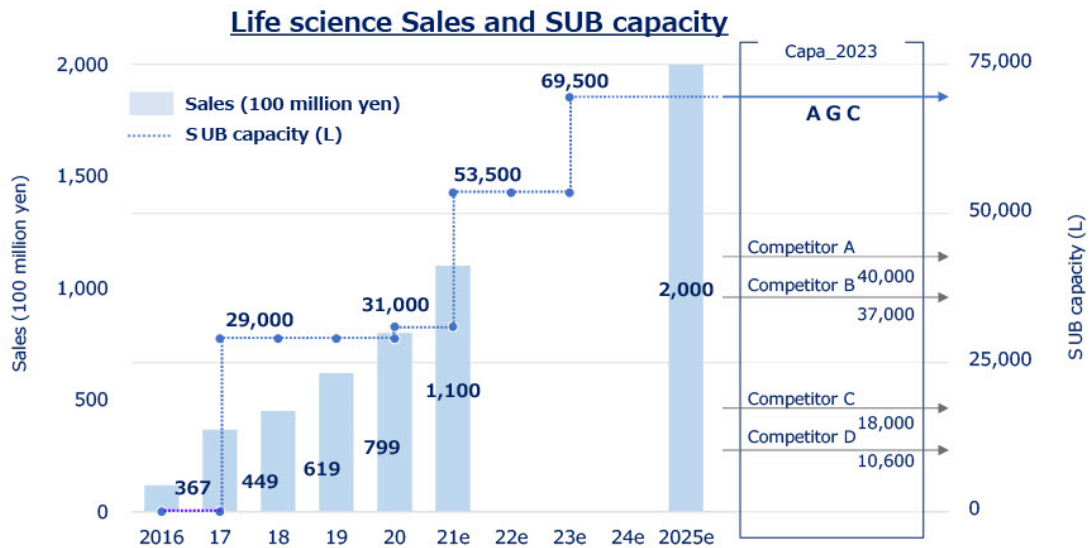 Life science Sales and SUB capacity
Capa_2023
2,000
75,000
69,500
Sales (100 million yen)
AGC
SUB capacity (L)
53,500
1,500
50,000
Competitor A
40,000
31,000
Competitor B
1,000
2,000
29,000
37,000
25,000
1,100
500
Competitor C
18,000
799
Competitor D
619
449
367
10,600
0
0
2016
17
18
19
20
21e
22e
23e
24e
2025e
Sales (100 million yen)
SUB capacity (L)